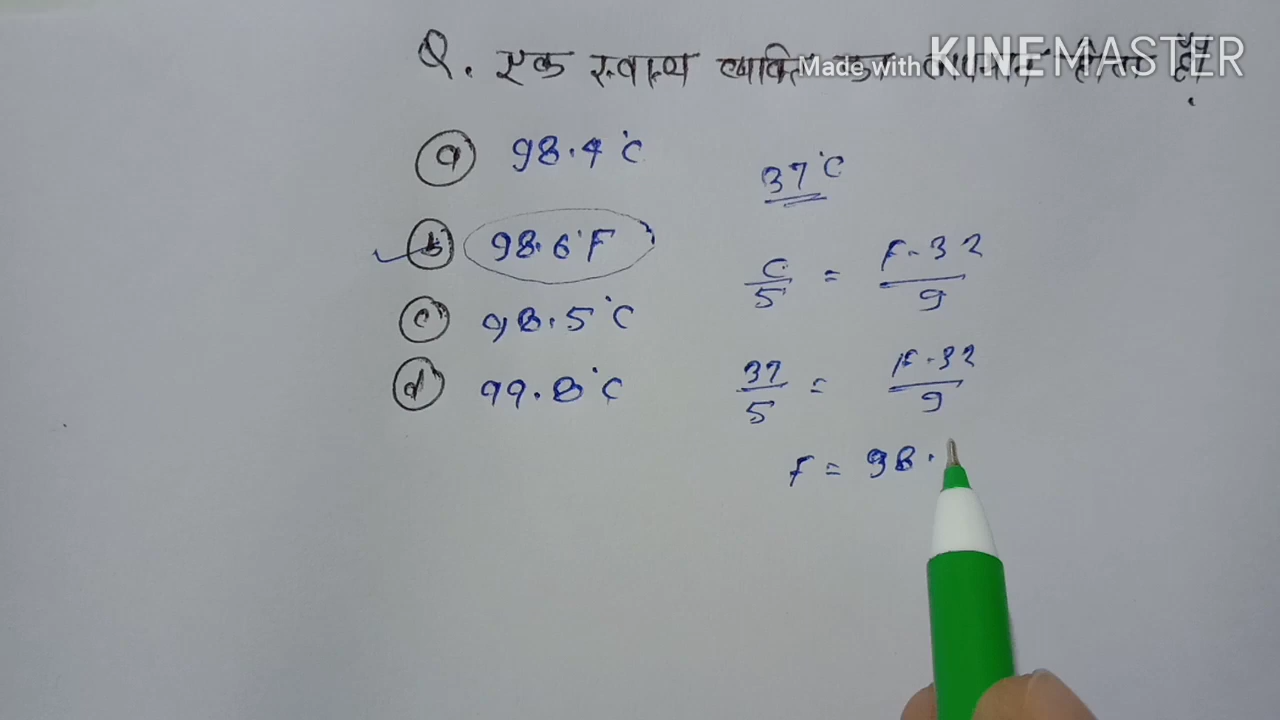 Q. एक स्वास्थ व्यक्ति का तापमान होता है?
Made with KINEMASTER
a 98.4°C
37°C
b 98.6°F
C/5 = F-32/9
c 98.5°C
d 99.8°C
37/5 = F-32/9
F = 98.